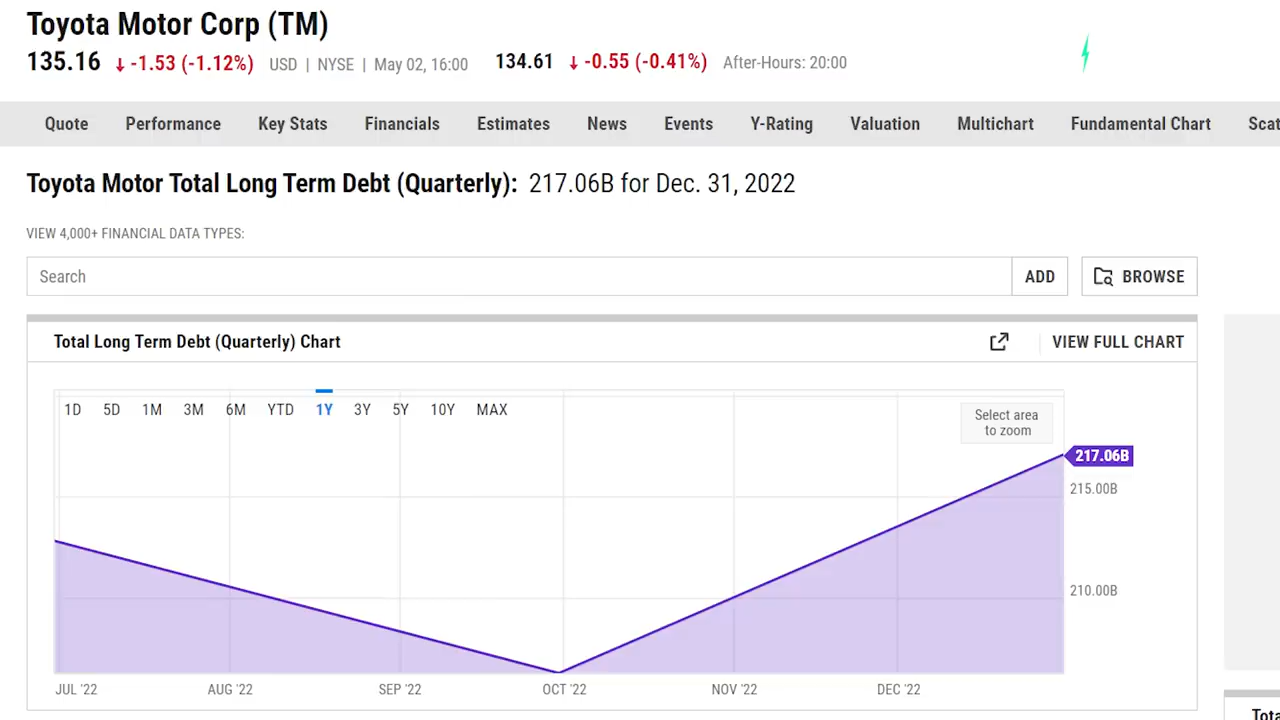 Toyota Motor Corp (TM)
135.16 ↓ -1.53 (-1.12%) USD | NYSE | May 02, 16:00 134.61 ↓ -0.55 (-0.41%) After-Hours: 20:00
Quote Performance Key Stats Financials Estimates News Events Y-Rating Valuation Multichart Fundamental Chart Scat
Toyota Motor Total Long Term Debt (Quarterly): 217.06B for Dec. 31, 2022
VIEW 4,000+ FINANCIAL DATA TYPES:
Search ADD BROWSE
Total Long Term Debt (Quarterly) Chart VIEW FULL CHART
1D 5D 1M 3M 6M YTD 1Y 3Y 5Y 10Y MAX
Select area
to zoom
217.06B
215.00B
210.00B
JUL '22 AUG '22 SEP '22 OCT '22 NOV '22 DEC '22
Tota